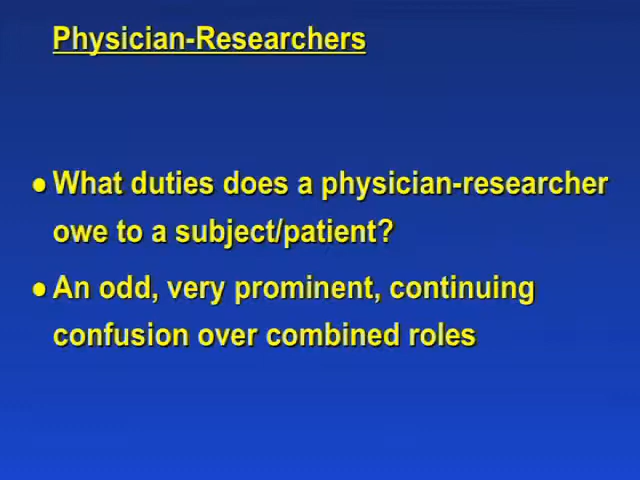 Physician-Researchers
● What duties does a physician-researcher
owe to a subject/patient?
● An odd, very prominent, continuing
confusion over combined roles